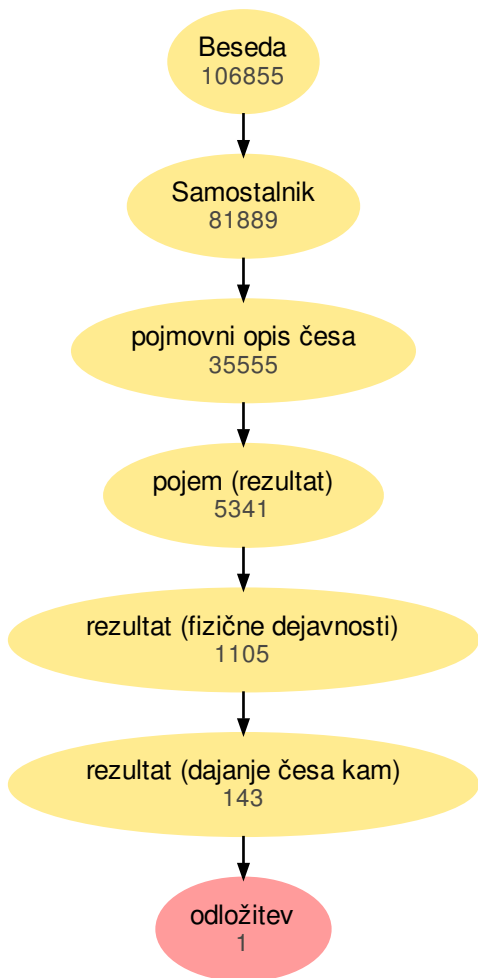 Beseda
106855
Samostalnik
81889
pojmovni opis česa
35555
pojem (rezultat)
5341
rezultat (fizične dejavnosti)
1105
rezultat (dajanje česa kam)
143
odložitev
1